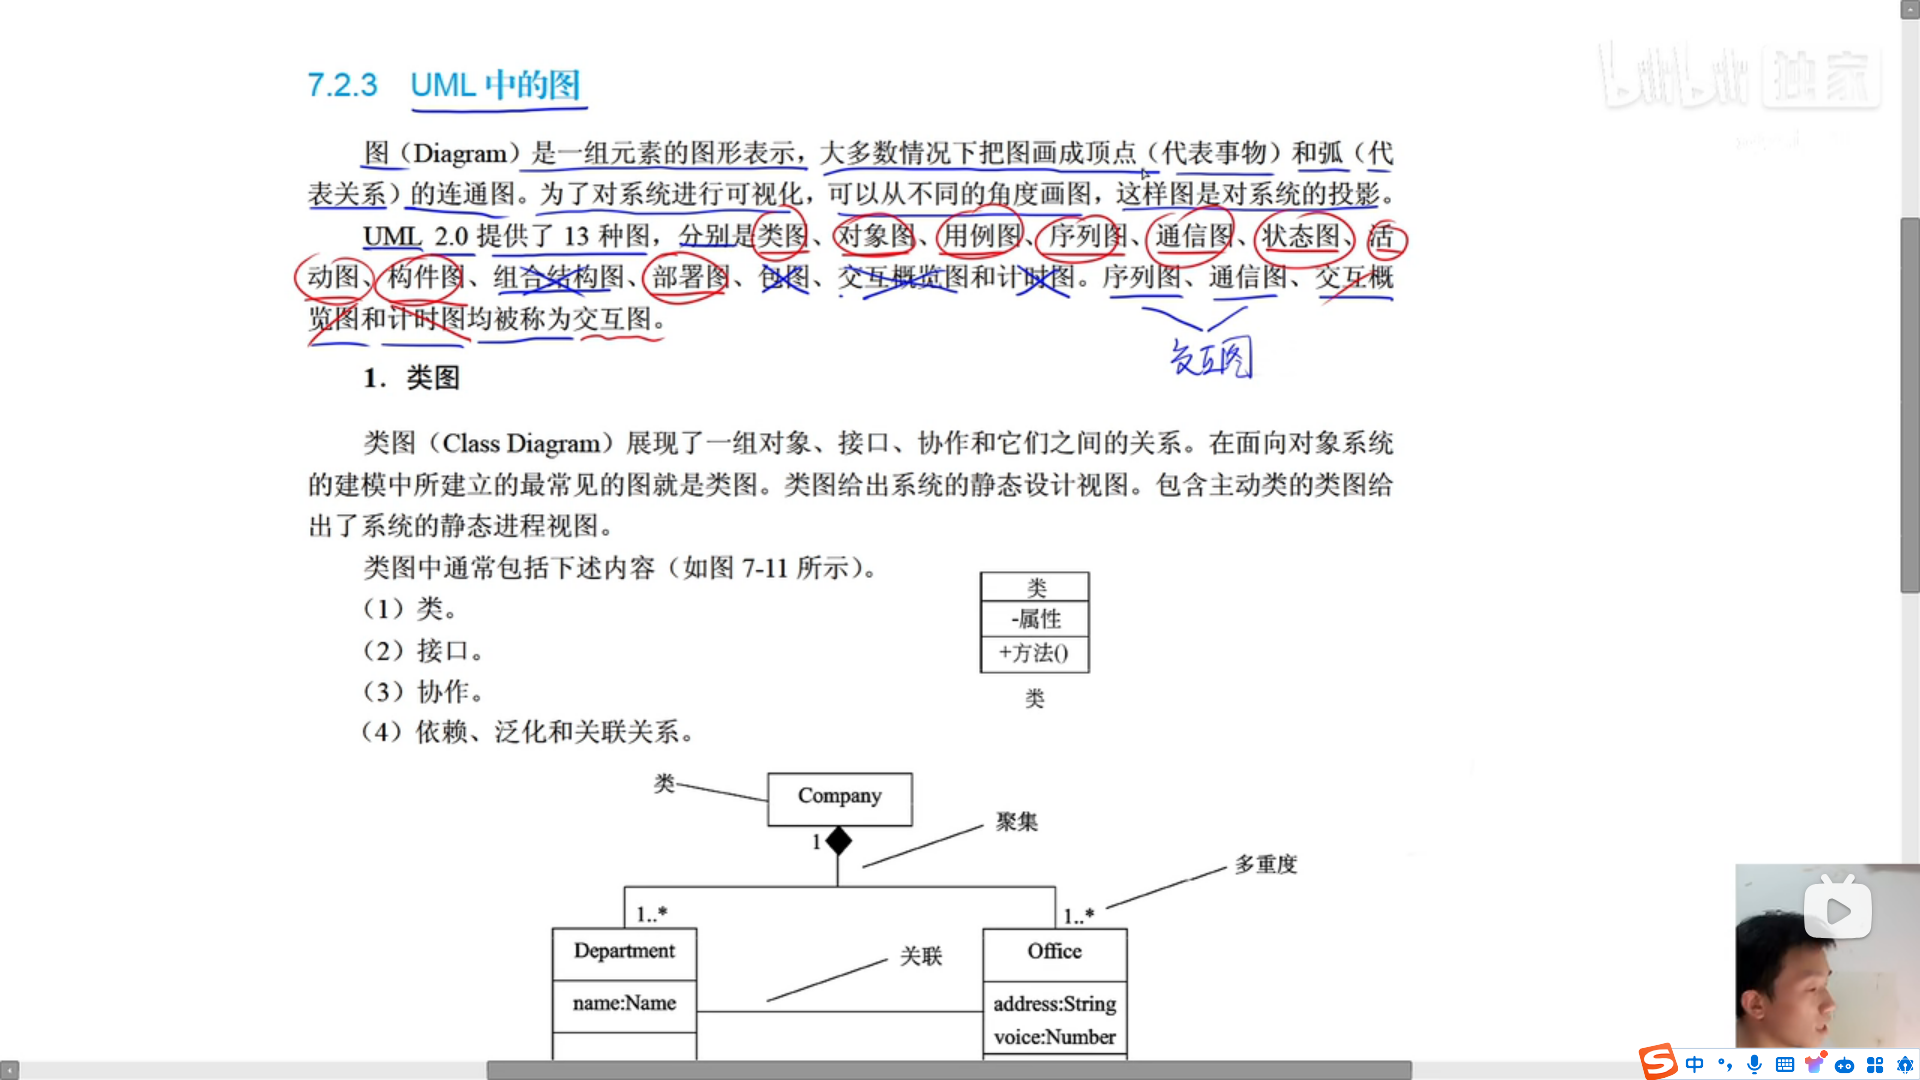 bilibili 独家
7.2.3 UML 中的图
图（Diagram）是一组元素的图形表示，大多数情况下把图画成顶点（代表事物）和弧（代
表关系）的连通图。为了对系统进行可视化，可以从不同的角度画图，这样图是对系统的投影。
UML 2.0 提供了 13 种图，分别是类图、对象图、用例图、序列图、通信图、状态图、活
动图、构件图、组合结构图、部署图、包图、交互概览图和计时图。序列图、通信图、交互概
览图和计时图均被称为交互图。
交互图
1. 类图
类图（Class Diagram）展现了一组对象、接口、协作和它们之间的关系。在面向对象系统
的建模中所建立的最常见的图就是类图。类图给出系统的静态设计视图。包含主动类的类图给
出了系统的静态进程视图。
类图中通常包括下述内容（如图 7-11 所示）。
（1）类。
（2）接口。
（3）协作。
（4）依赖、泛化和关联关系。
类
-属性
+方法()
类
类
Company
1
聚集
多重度
1..*
1..*
Department
关联
Office
name:Name
address:String
voice:Number
中